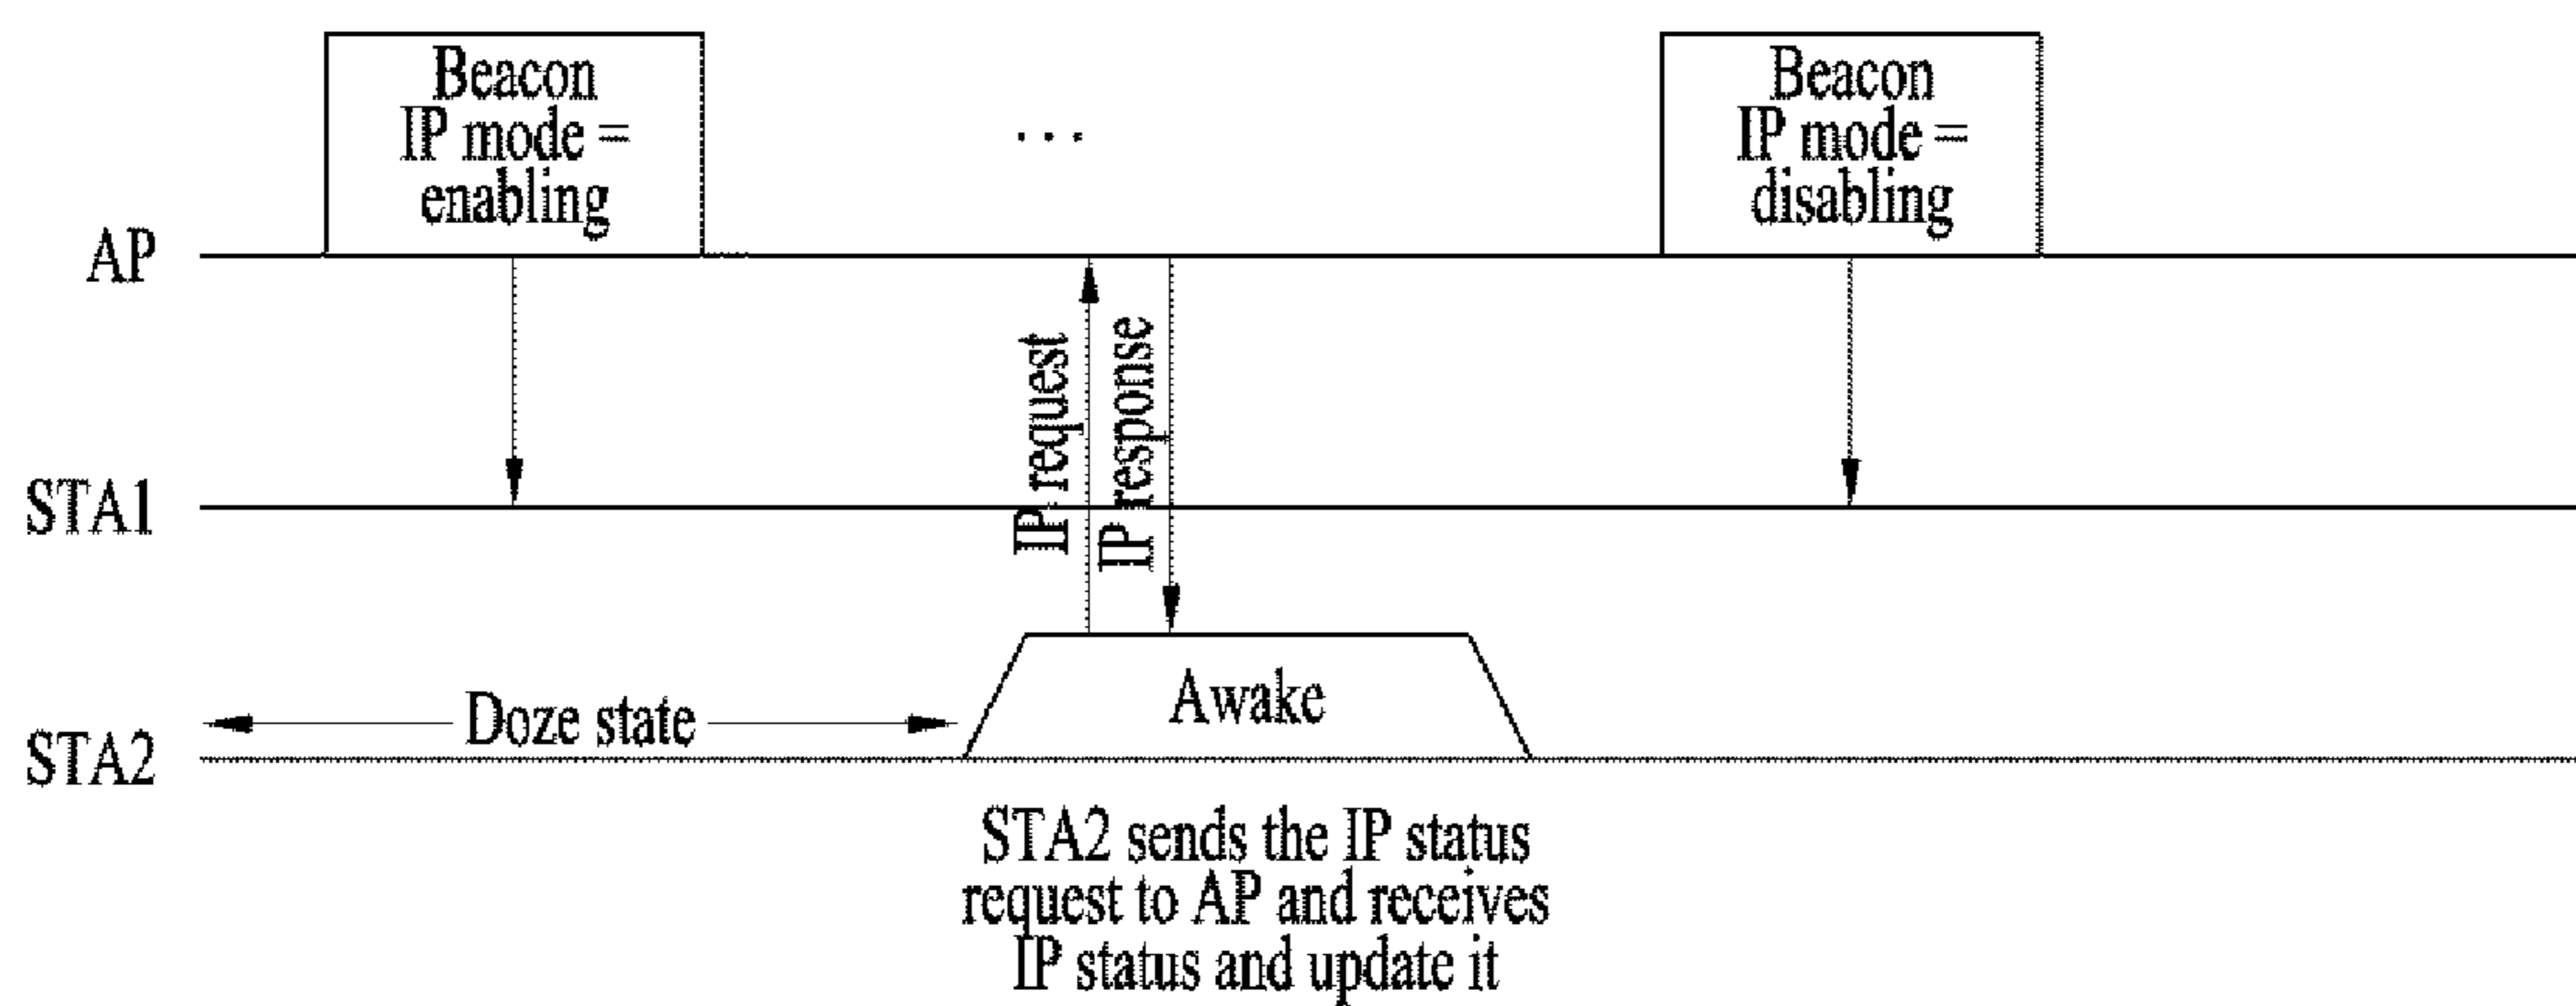 Beacon
IP mode =
enabling
...
Beacon
IP mode =
disabling
AP
IP request
IP response
STA1
Doze state
Awake
STA2
STA2 sends the IP status
request to AP and receives
IP status and update it